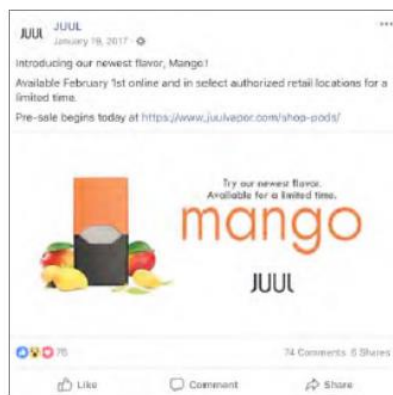 JUUL
JUUL
January 19, 2017 ·
Introducing our newest flavor, Mango!
Available February 1st online and in select authorized retail locations for a
limited time.
Pre-sale begins today at https://www.juulvapor.com/shop-pods/
Try our newest flavor.
Available for a limited time.
mango
JUUL
76
74 Comments 6 Shares
Like
Comment
Share